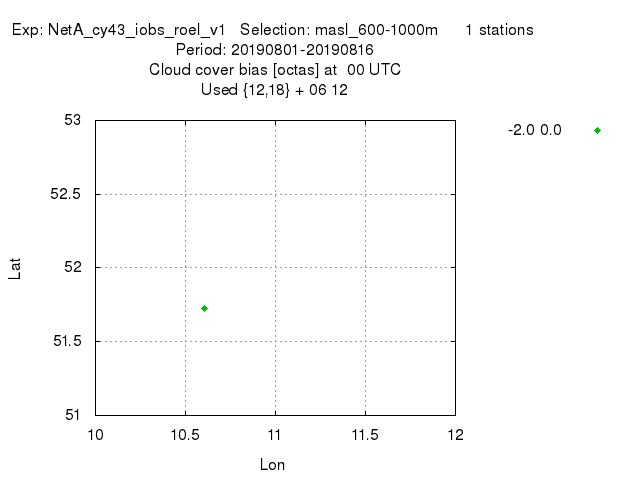 Exp: NetA_cy43_iobs_roel_v1   Selection: masl_600-1000m      1 stations
Period: 20190801-20190816
Cloud cover bias [octas] at  00 UTC
Used {12,18} + 06 12
-2.0 0.0
53
52.5
52
51.5
51
Lat
10 10.5 11 11.5 12
Lon